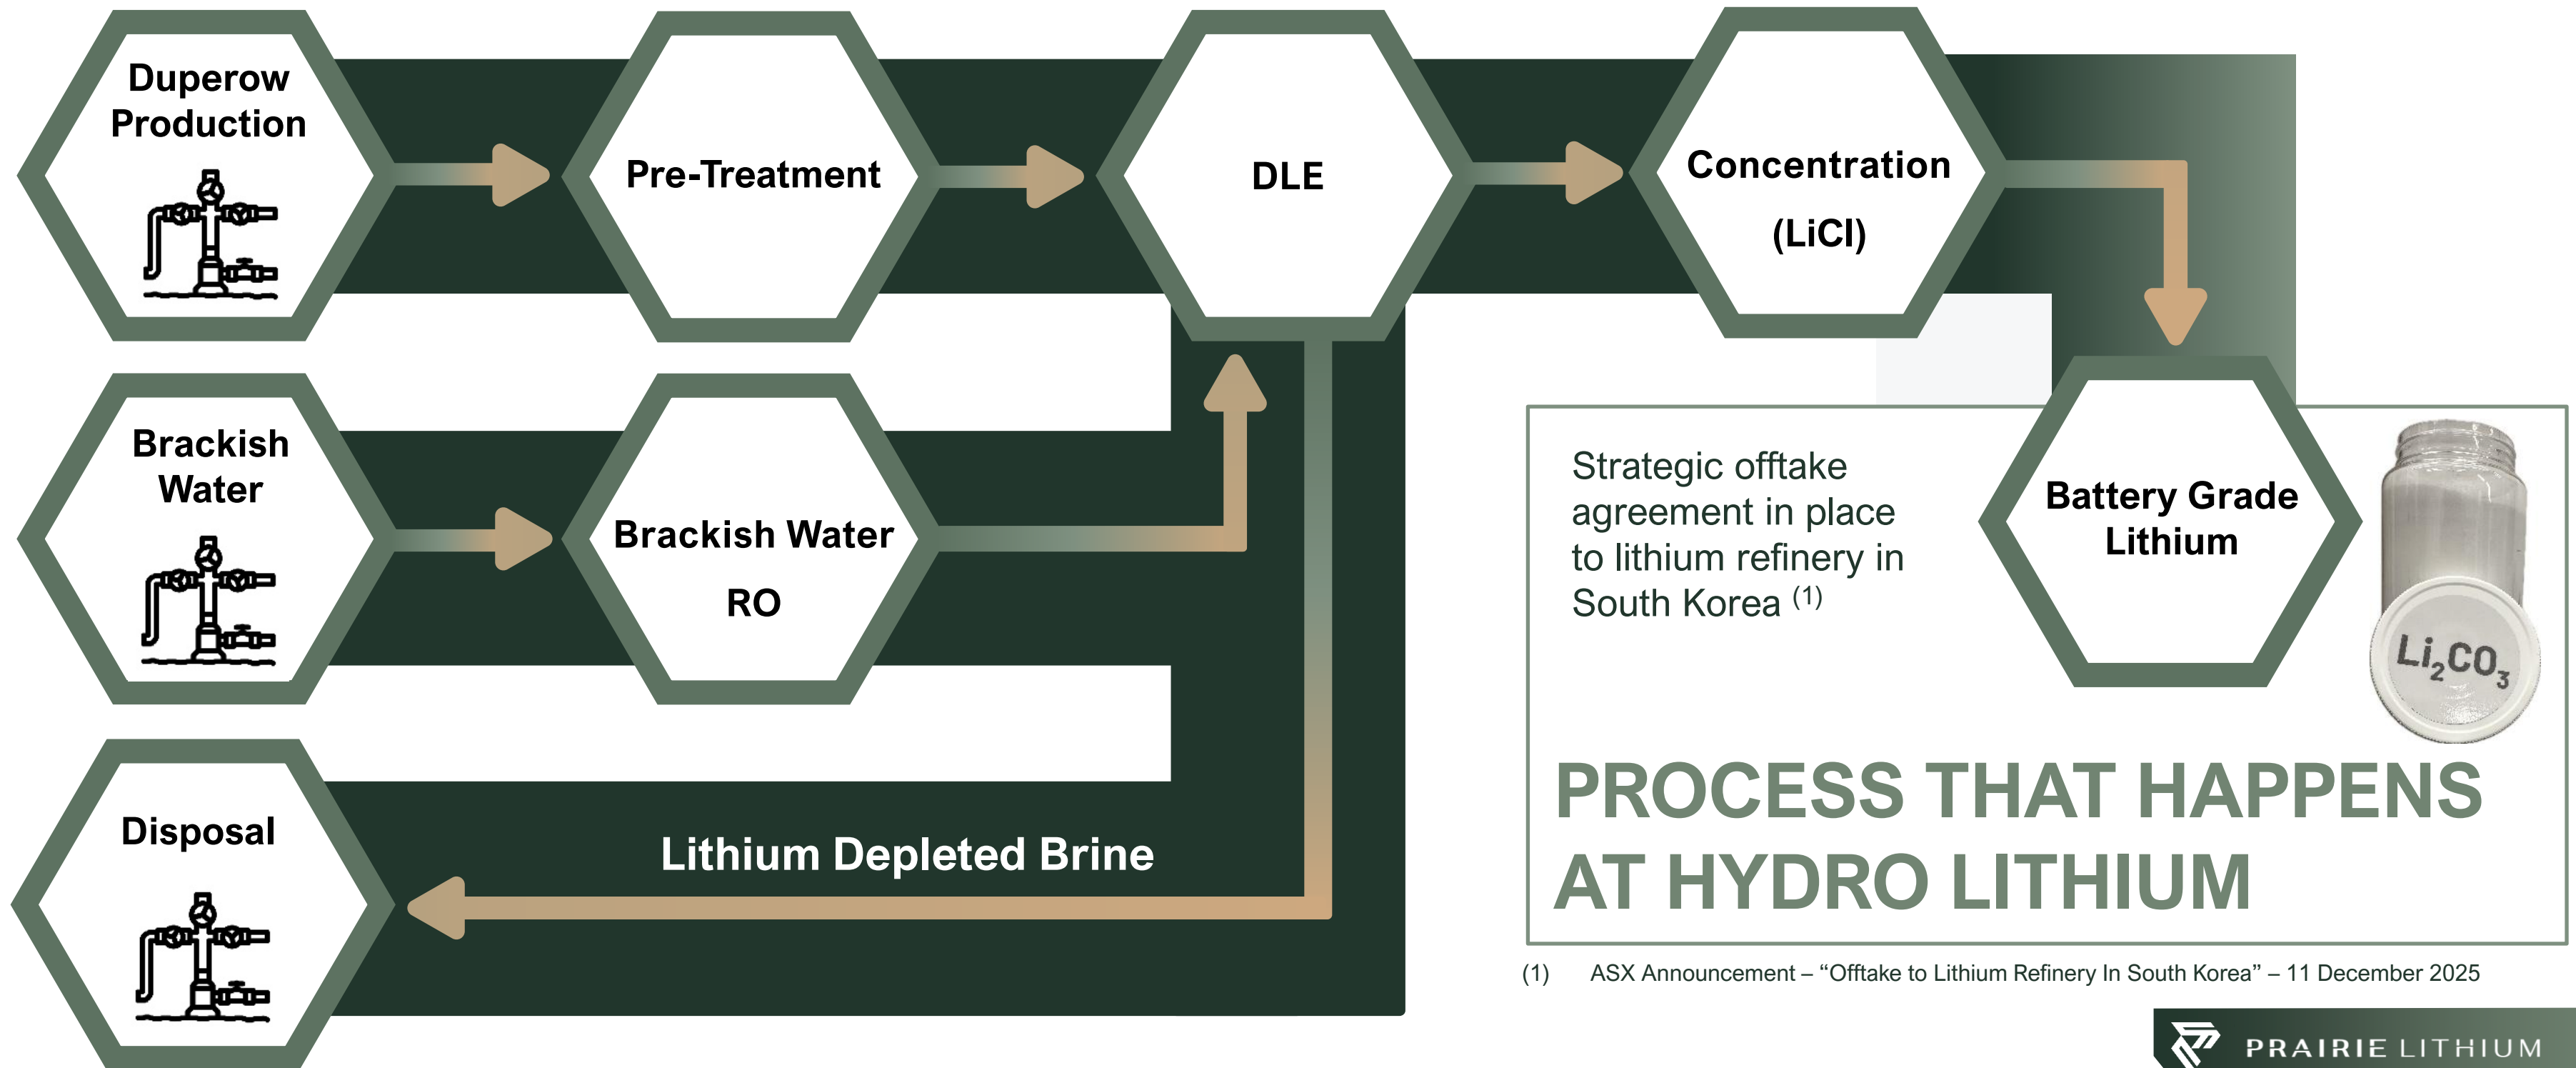 Duperow
Production
Pre-Treatment
DLE
Concentration
(LiCl)
Brackish
Water
Brackish Water
RO
Strategic offtake
agreement in place
to lithium refinery in
South Korea (1)
Battery Grade
Lithium
Li₂CO₃
Disposal
Lithium Depleted Brine
PROCESS THAT HAPPENS
AT HYDRO LITHIUM
(1) ASX Announcement – “Offtake to Lithium Refinery In South Korea” – 11 December 2025
PRAIRIE LITHIUM